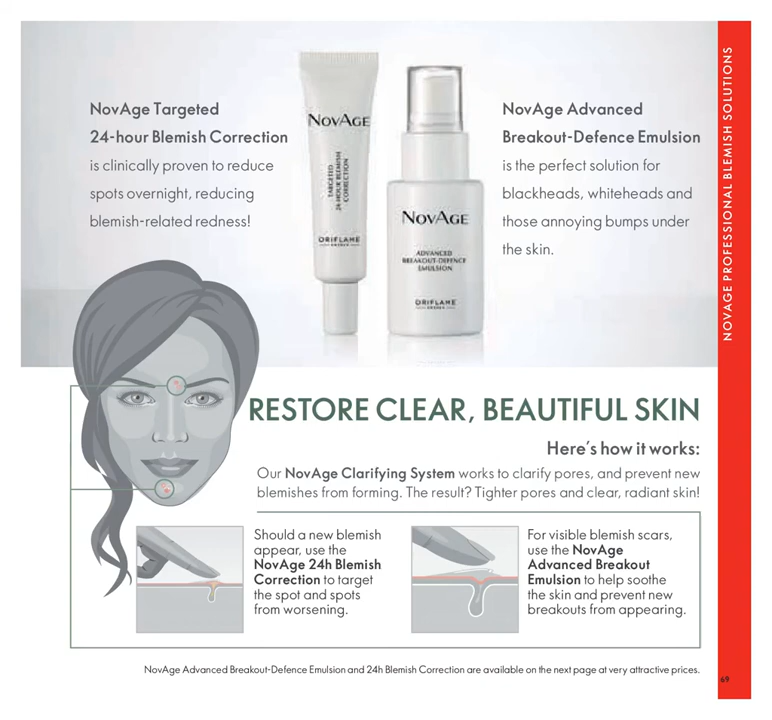 NovAge Targeted
24-hour Blemish Correction
is clinically proven to reduce
spots overnight, reducing
blemish-related redness!
NOVAGE
TARGETED
24-HOUR BLEMISH
CORRECTION
ORIFLAME
SWEDEN
NOVAGE
ADVANCED
BREAKOUT-DEFENCE
EMULSION
ORIFLAME
SWEDEN
NovAge Advanced
Breakout-Defence Emulsion
is the perfect solution for
blackheads, whiteheads and
those annoying bumps under
the skin.
NOVAGE PROFESSIONAL BLEMISH SOLUTIONS
RESTORE CLEAR, BEAUTIFUL SKIN
Here's how it works:
Our NovAge Clarifying System works to clarify pores, and prevent new
blemishes from forming. The result? Tighter pores and clear, radiant skin!
Should a new blemish
appear, use the
NovAge 24h Blemish
Correction to target
the spot and spots
from worsening.
For visible blemish scars,
use the NovAge
Advanced Breakout
Emulsion to help soothe
the skin and prevent new
breakouts from appearing.
NovAge Advanced Breakout-Defence Emulsion and 24h Blemish Correction are available on the next page at very attractive prices.
69